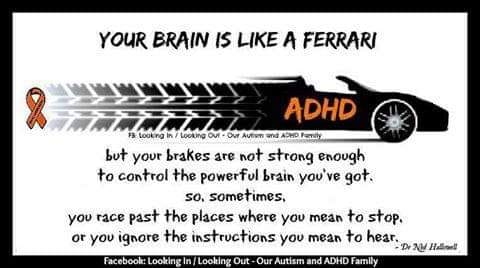 YOUR BRAIN IS LIKE A FERRARI
ADHD
FB: Looking In / Looking Out - Our Autism and ADHD Family
but your brakes are not strong enough
to control the powerful brain you've got.
so, sometimes,
you race past the places where you mean to stop,
or you ignore the instructions you mean to hear.
- Dr Ned Hallowell
Facebook: Looking In / Looking Out - Our Autism and ADHD Family